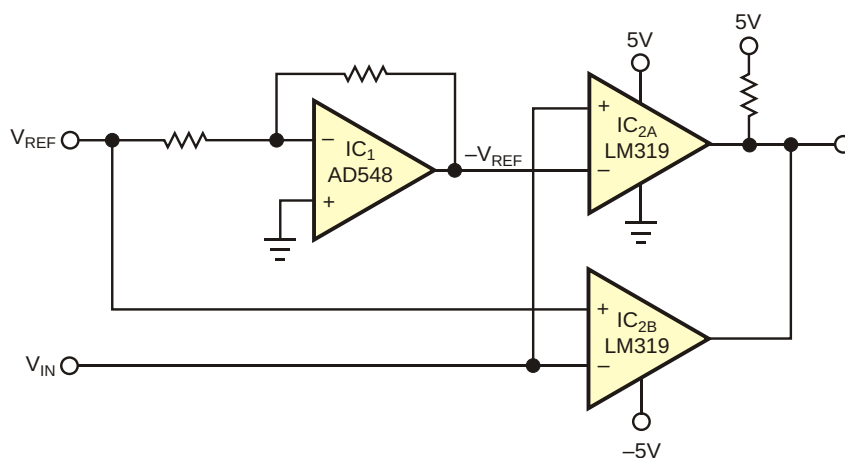 5V
5V
VREF
–
IC1
AD548
+
–VREF
+
IC2A
LM319
–
+
IC2B
LM319
–
VIN
–5V